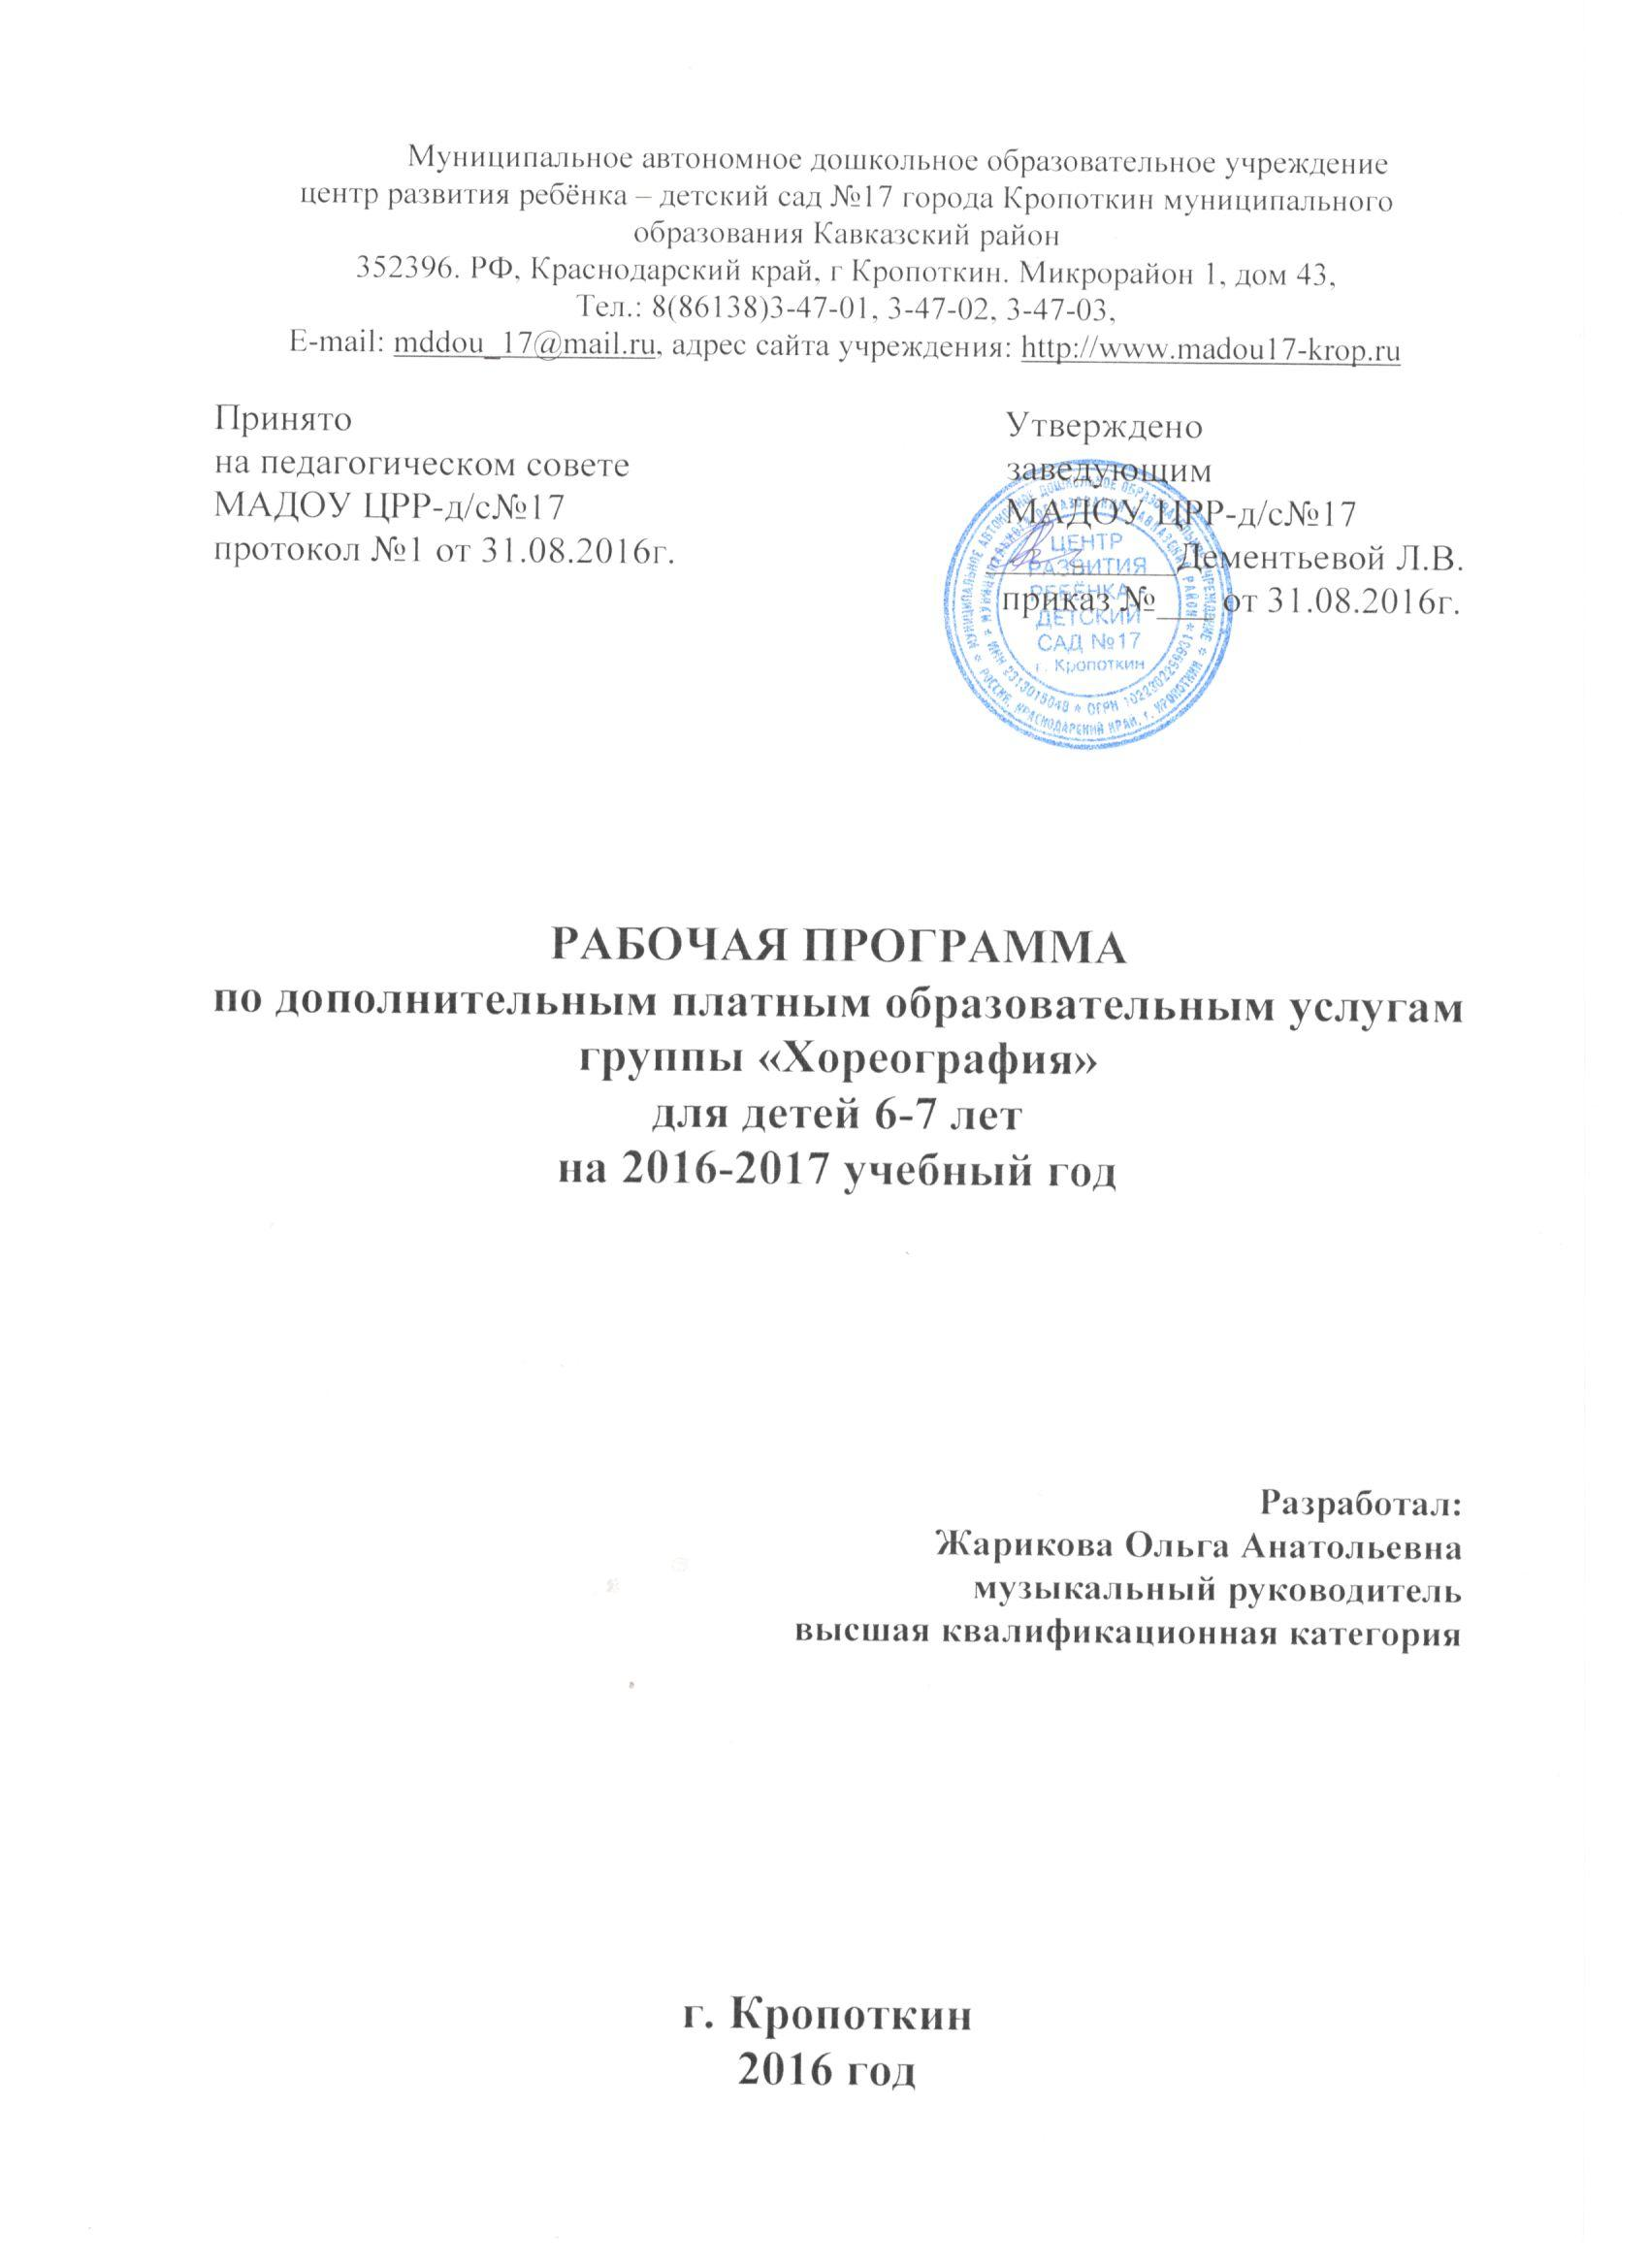 Муниципальное автономное дошкольное образовательное учреждение
центр развития ребёнка – детский сад №17 города Кропоткин муниципального
образования Кавказский район
352396. РФ, Краснодарский край, г Кропоткин. Микрорайон 1, дом 43,
Тел.: 8(86138)3-47-01, 3-47-02, 3-47-03,
E-mail: mddou_17@mail.ru, адрес сайта учреждения: http://www.madou17-krop.ru
Принято
на педагогическом совете
МАДОУ ЦРР-д/с№17
протокол №1 от 31.08.2016г.
Утверждено
заведующим
МАДОУ ЦРР-д/с№17
__________Дементьевой Л.В.
приказ №___ от 31.08.2016г.
ЦЕНТР
РАЗВИТИЯ
РЕБЁНКА
ДЕТСКИЙ
САД №17
г. Кропоткин
РАБОЧАЯ ПРОГРАММА
по дополнительным платным образовательным услугам
группы «Хореография»
для детей 6-7 лет
на 2016-2017 учебный год
Разработал:
Жарикова Ольга Анатольевна
музыкальный руководитель
высшая квалификационная категория
г. Кропоткин
2016 год